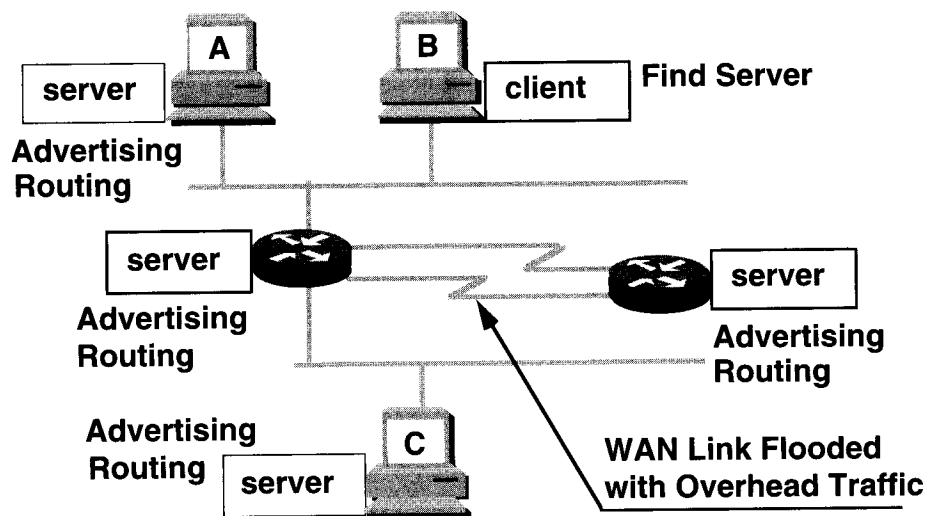 A
B
server
client
Find Server
Advertising
Routing
server
server
Advertising
Routing
Advertising
Routing
Advertising
Routing
C
server
WAN Link Flooded
with Overhead Traffic